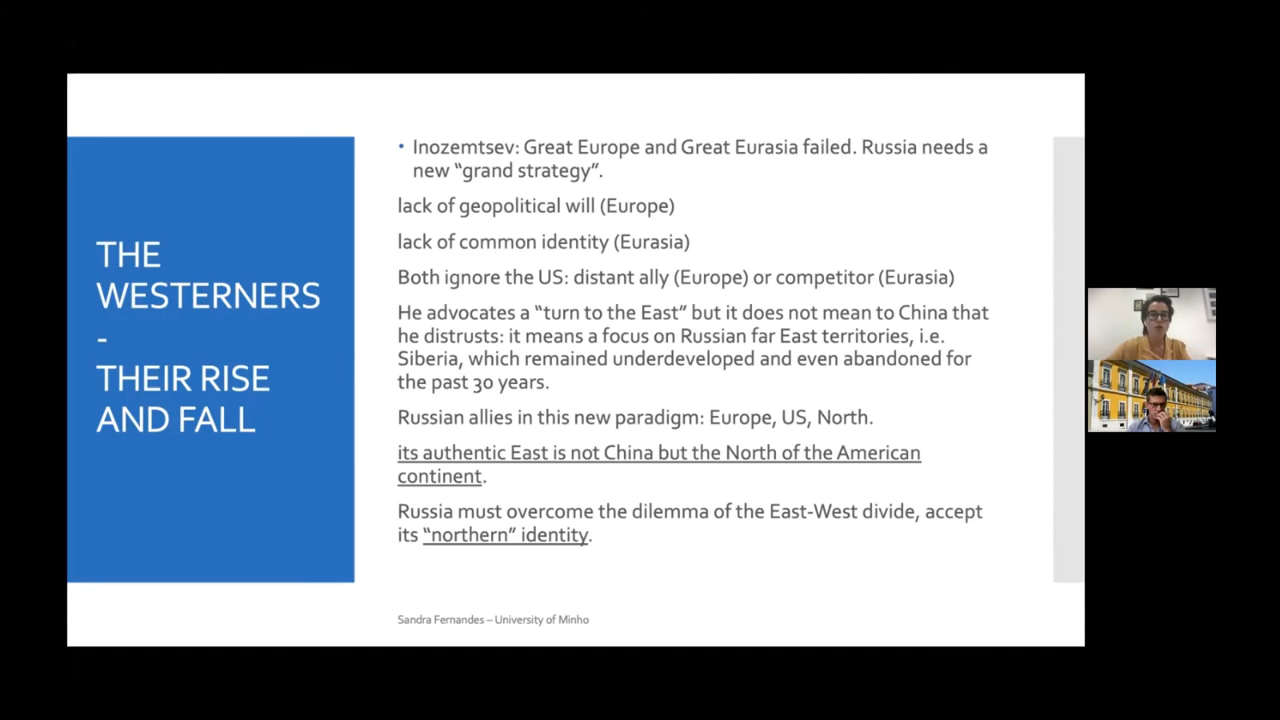 THE
WESTERNERS
-
THEIR RISE
AND FALL
• Inozemtsev: Great Europe and Great Eurasia failed. Russia needs a
new “grand strategy”.
lack of geopolitical will (Europe)
lack of common identity (Eurasia)
Both ignore the US: distant ally (Europe) or competitor (Eurasia)
He advocates a “turn to the East” but it does not mean to China that
he distrusts: it means a focus on Russian far East territories, i.e.
Siberia, which remained underdeveloped and even abandoned for
the past 30 years.
Russian allies in this new paradigm: Europe, US, North.
its authentic East is not China but the North of the American
continent.
Russia must overcome the dilemma of the East-West divide, accept
its “northern” identity.
Sandra Fernandes – University of Minho